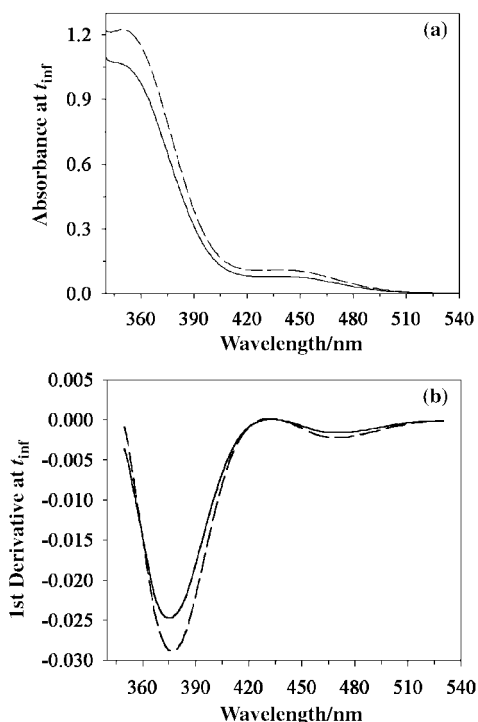 (a)
Absorbance at t_inf
1.2
0.9
0.6
0.3
0.0
360 390 420 450 480 510 540
Wavelength/nm
(b)
1st Derivative at t_inf
0.005
0.000
-0.005
-0.010
-0.015
-0.020
-0.025
-0.030
360 390 420 450 480 510 540
Wavelength/nm